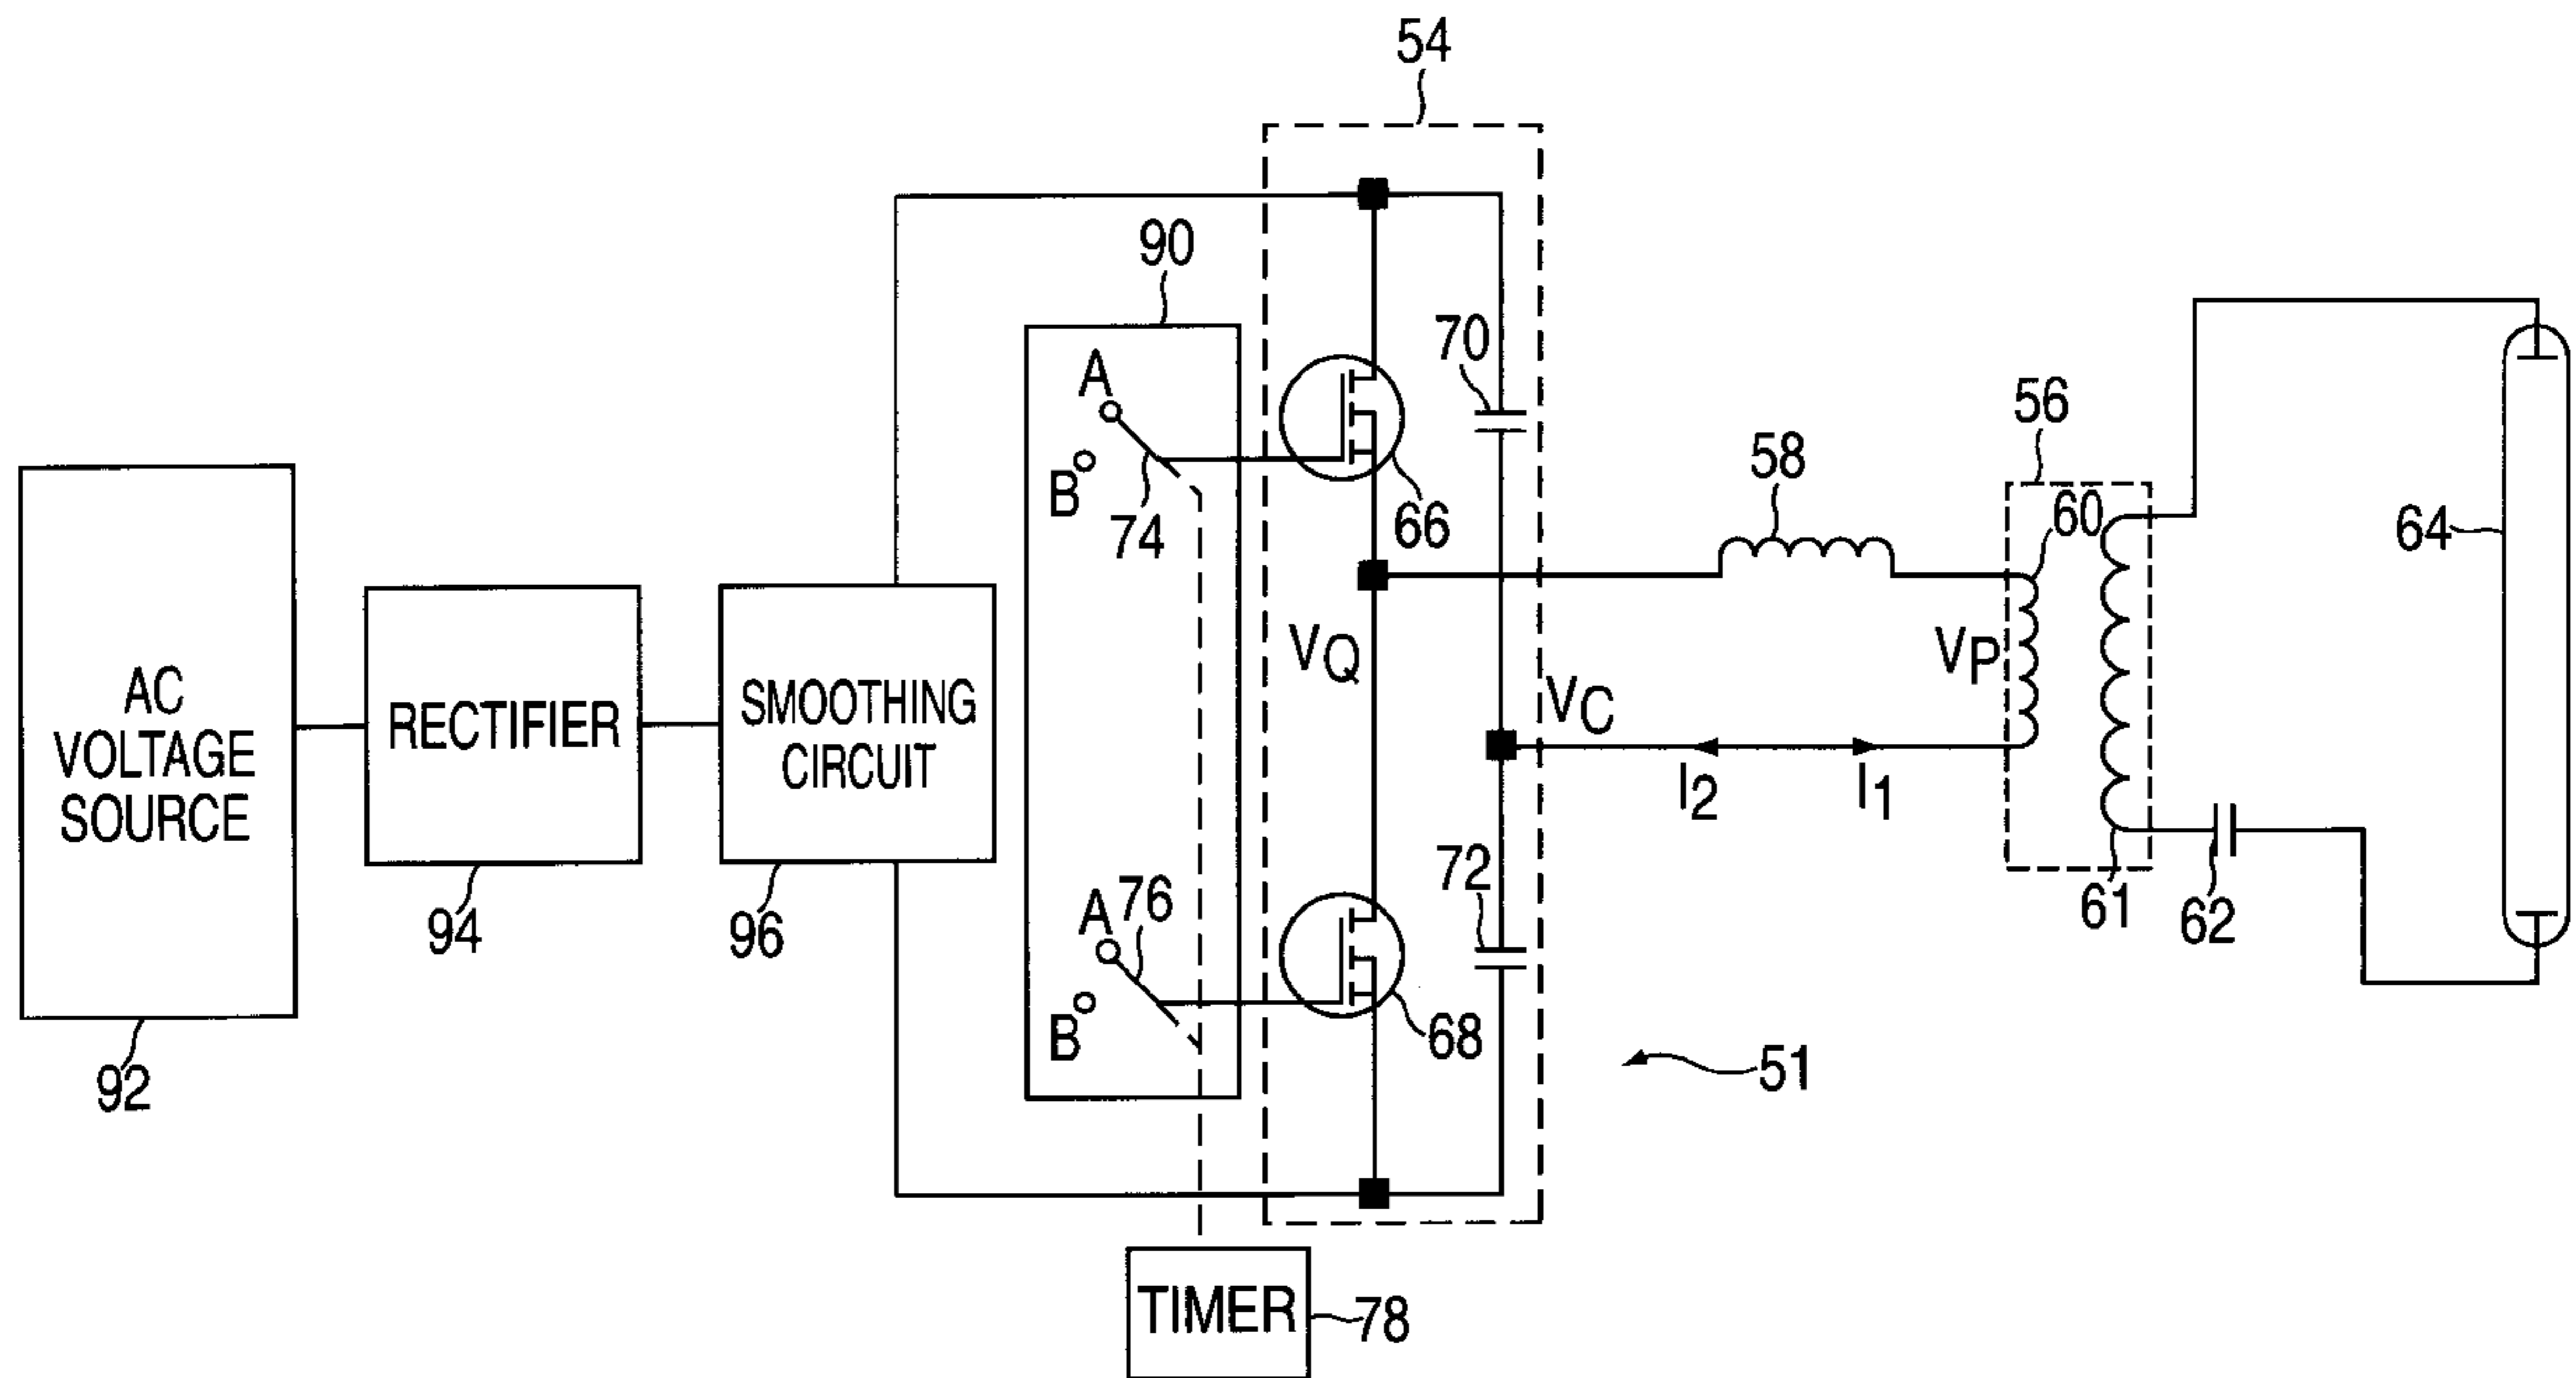 54
90
A
B
74
66
70
58
56
60
64
AC
VOLTAGE
SOURCE
92
RECTIFIER
94
SMOOTHING
CIRCUIT
96
VQ
VC
VP
I2
I1
A
76
B
68
72
61
62
51
TIMER
78